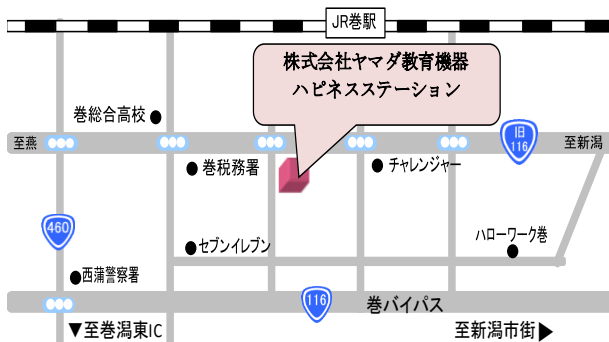 JR巻駅
株式会社ヤマダ教育機器
ハピネスステーション
巻総合高校
至燕
旧
116
至新潟
巻税務署
チャレンジャー
460
セブンイレブン
ハローワーク巻
西蒲警察署
116
巻バイパス
▼至巻潟東IC
至新潟市街▶